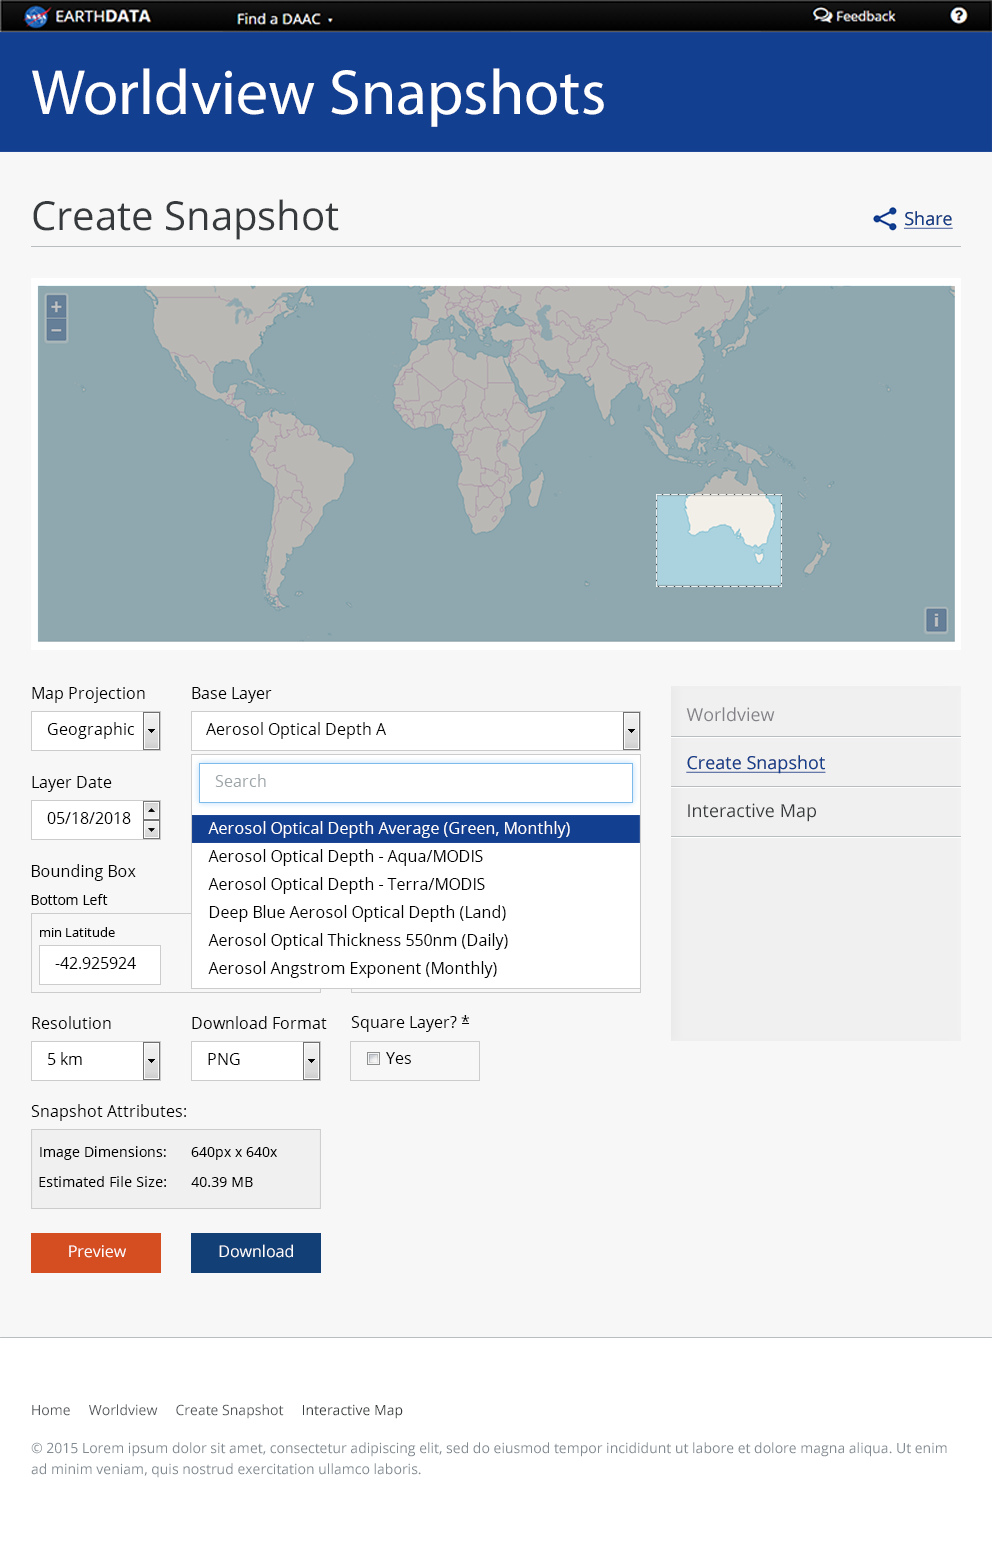 EARTHDATA
Find a DAAC
Feedback
?
Worldview Snapshots
Create Snapshot
Share
+
−
i
Map Projection
Base Layer
Geographic
Aerosol Optical Depth A
Worldview
Search
Create Snapshot
Layer Date
05/18/2018
Interactive Map
Aerosol Optical Depth Average (Green, Monthly)
Aerosol Optical Depth - Aqua/MODIS
Aerosol Optical Depth - Terra/MODIS
Deep Blue Aerosol Optical Depth (Land)
Aerosol Optical Thickness 550nm (Daily)
Aerosol Angstrom Exponent (Monthly)
Bounding Box
Bottom Left
min Latitude
-42.925924
Resolution
Download Format
Square Layer? *
5 km
PNG
Yes
Snapshot Attributes:
Image Dimensions: 640px x 640x
Estimated File Size: 40.39 MB
Preview
Download
Home Worldview Create Snapshot Interactive Map
© 2015 Lorem ipsum dolor sit amet, consectetur adipiscing elit, sed do eiusmod tempor incididunt ut labore et dolore magna aliqua. Ut enim
ad minim veniam, quis nostrud exercitation ullamco laboris.